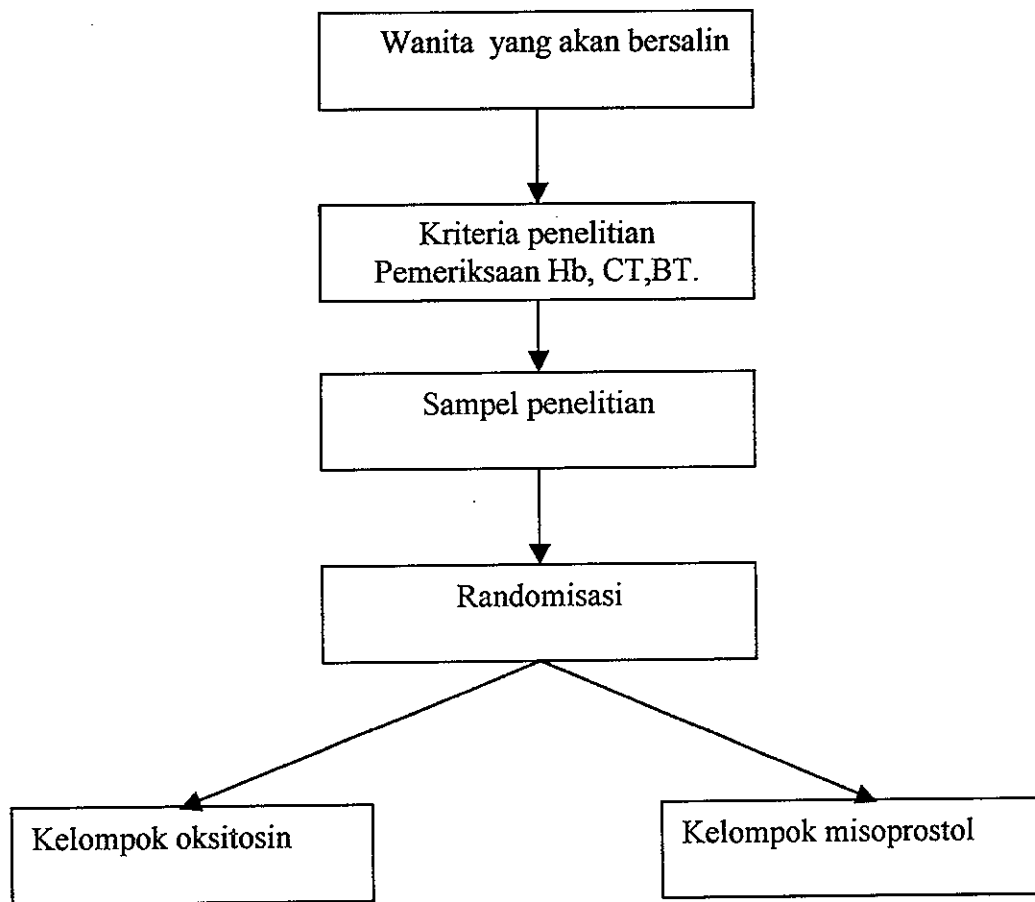 Wanita yang akan bersalin
Kriteria penelitian
Pemeriksaan Hb, CT,BT.
Sampel penelitian
Randomisasi
Kelompok oksitosin
Kelompok misoprostol